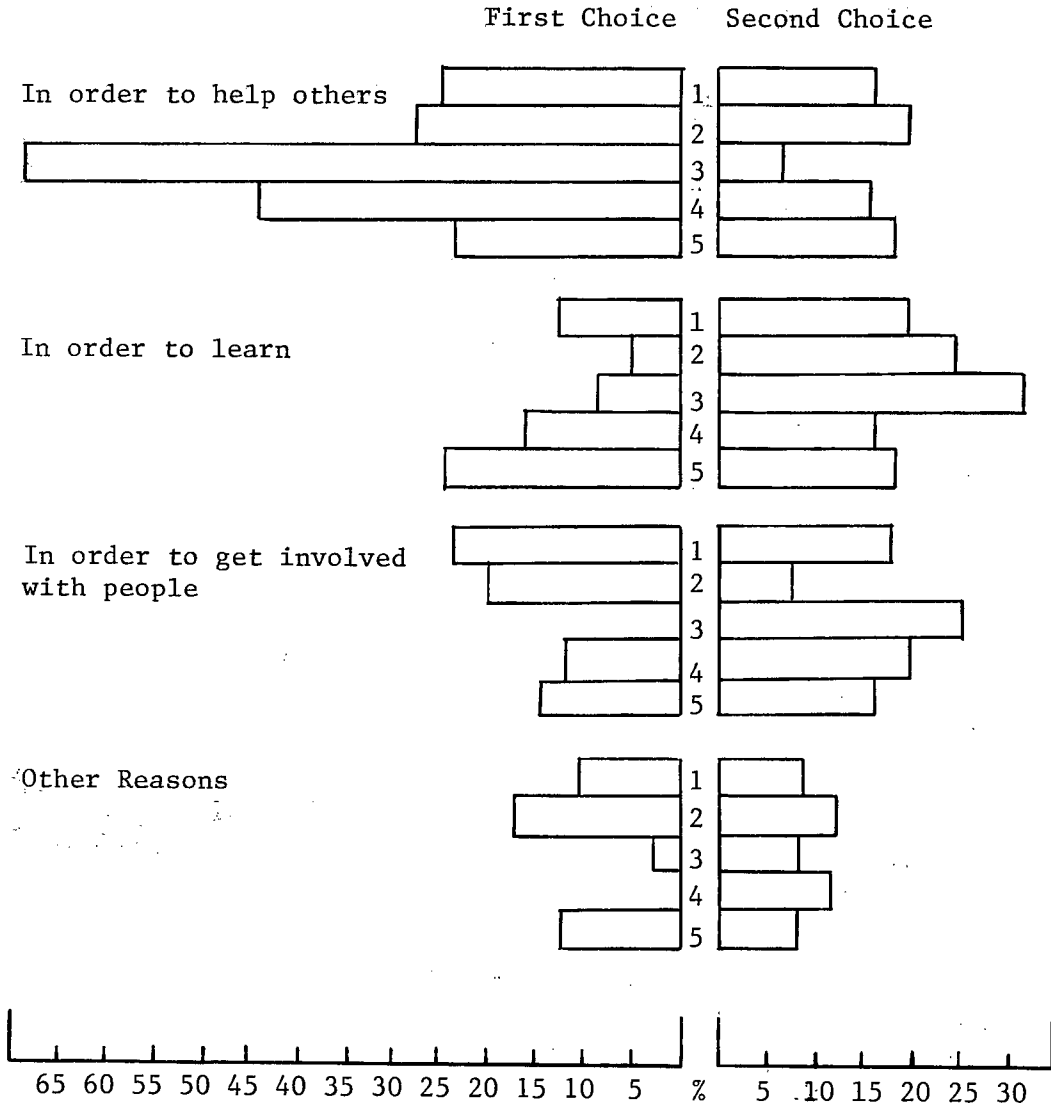 First Choice Second Choice
In order to help others
1
2
3
4
5
In order to learn
1
2
3
4
5
In order to get involved
with people
1
2
3
4
5
Other Reasons
1
2
3
4
5
65 60 55 50 45 40 35 30 25 20 15 10 5 % 5 10 15 20 25 30